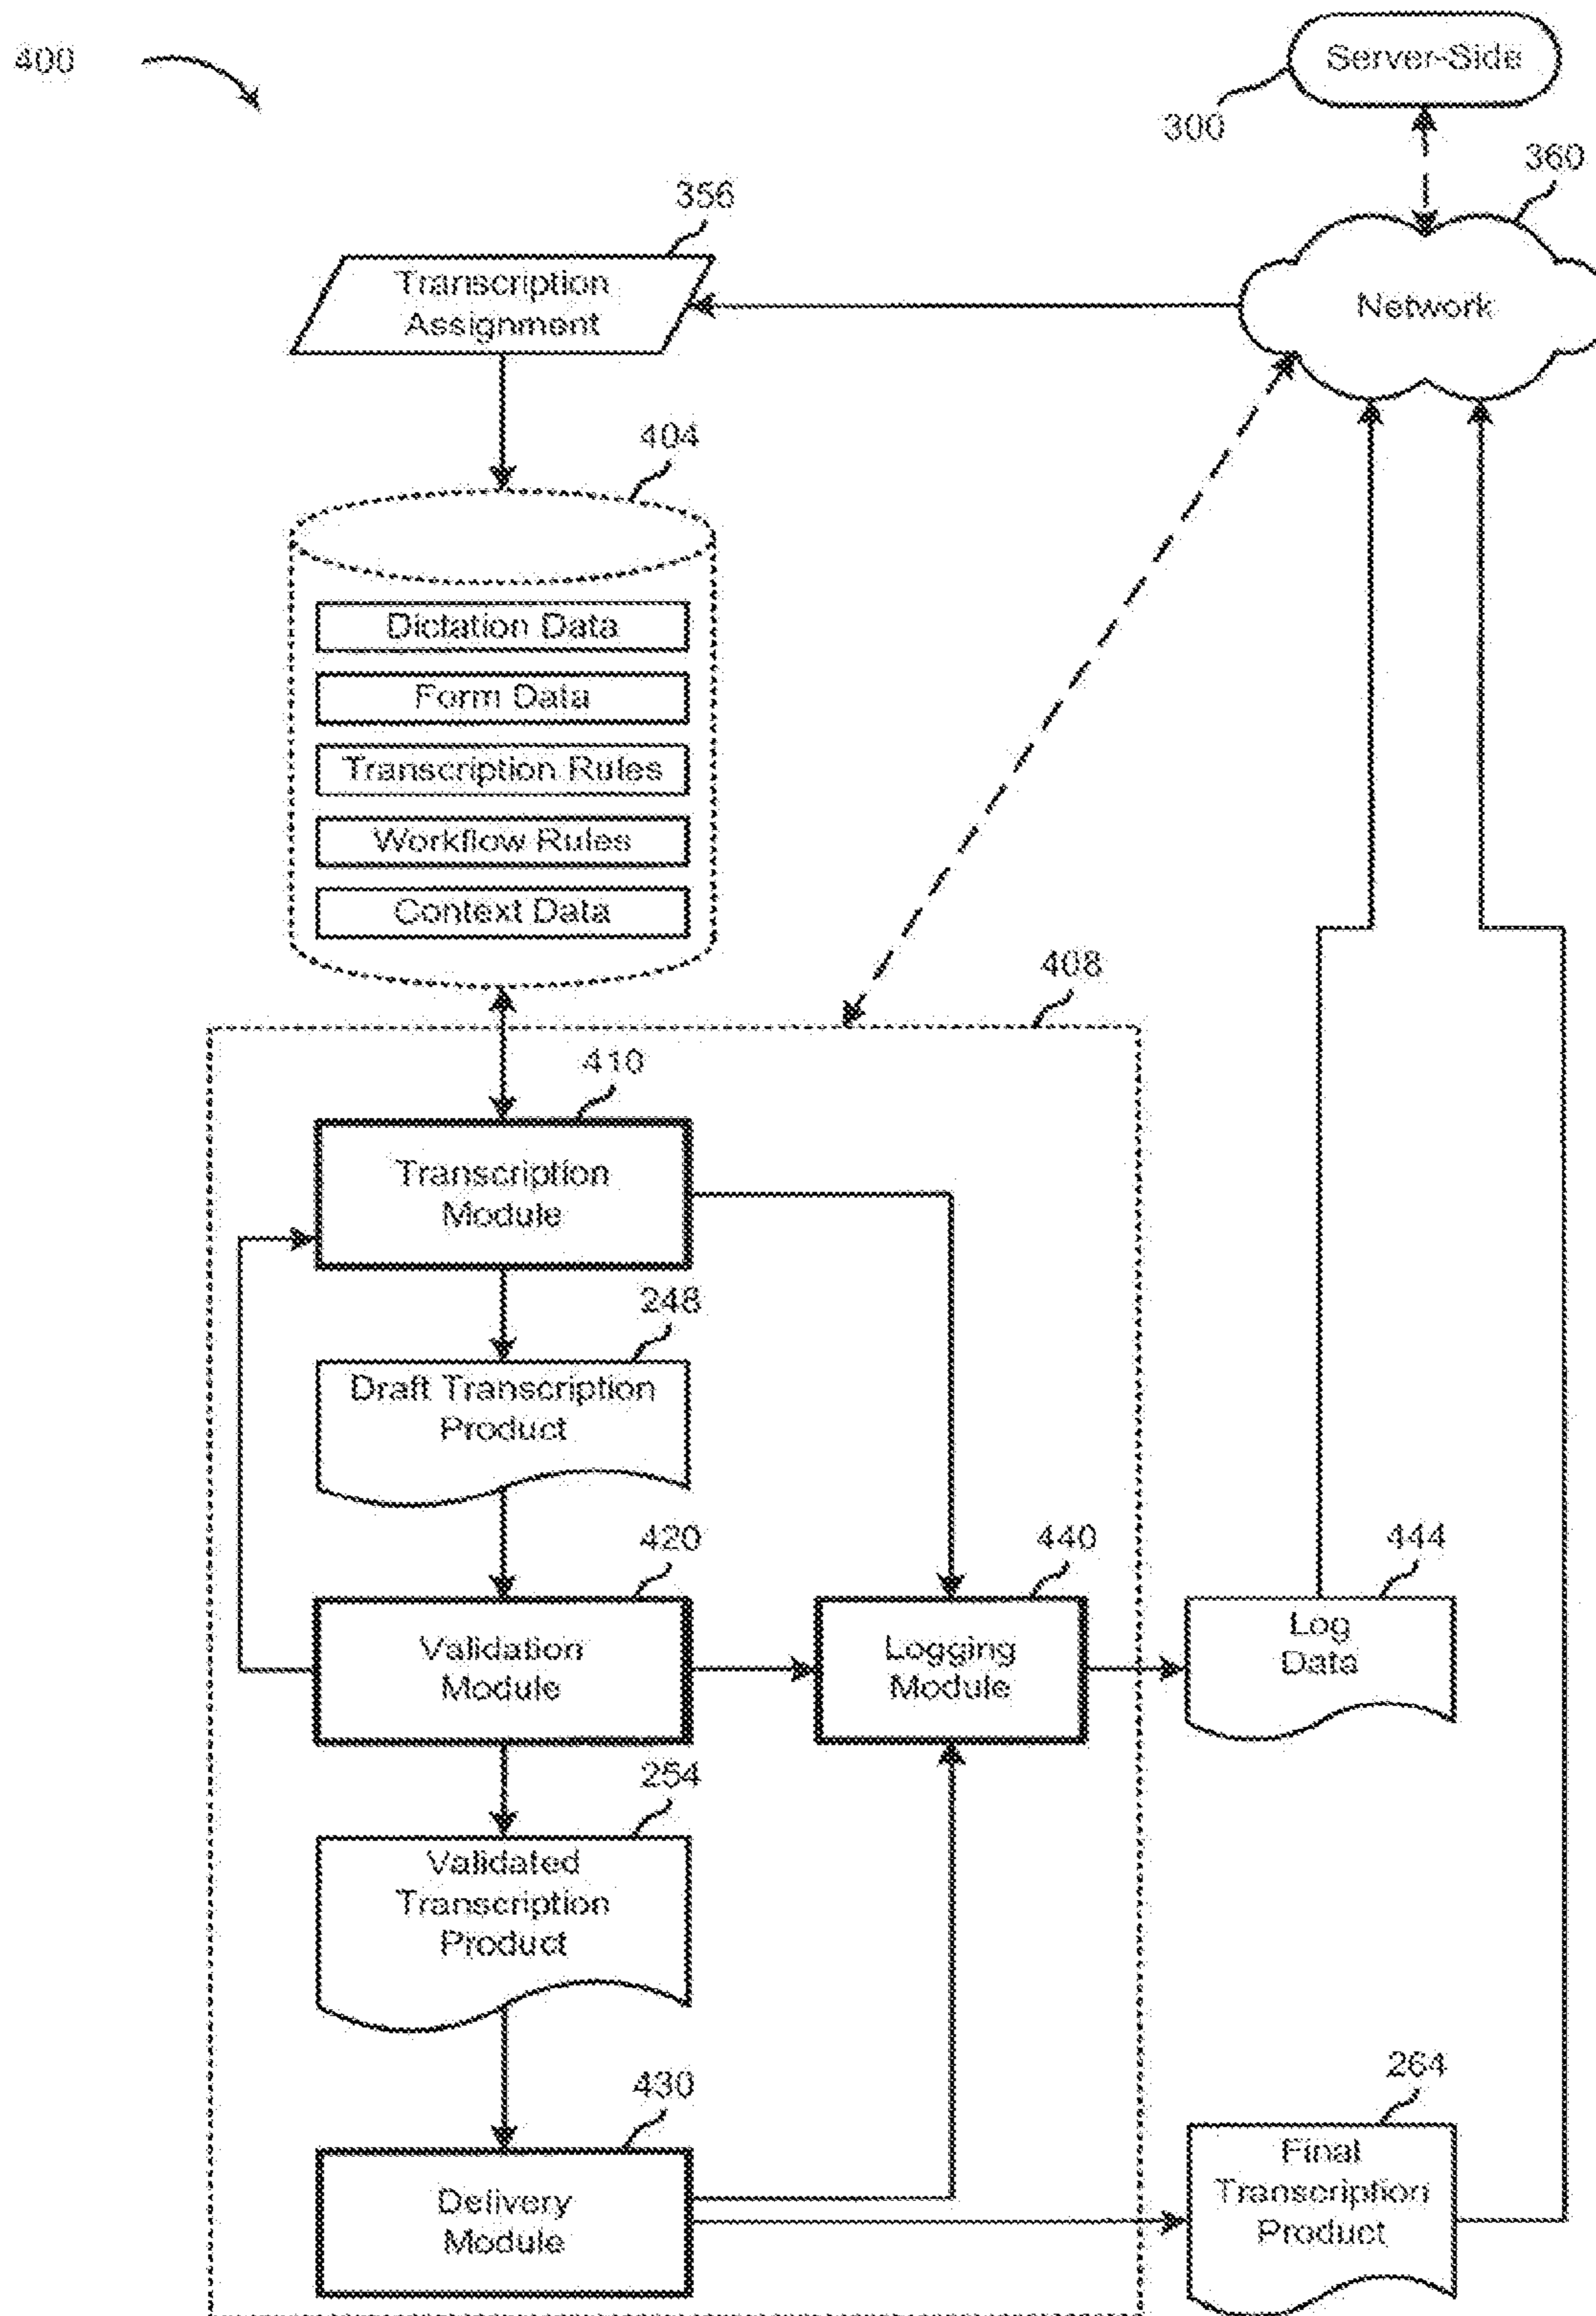 400
Server-Side
300
360
356
Transcription
Assignment
Network
404
Dictation Data
Form Data
Transcription Rules
Workflow Rules
Context Data
408
410
Transcription
Module
248
Draft Transcription
Product
420
440
444
Validation
Module
Logging
Module
Log
Data
254
Validated
Transcription
Product
430
264
Delivery
Module
Final
Transcription
Product